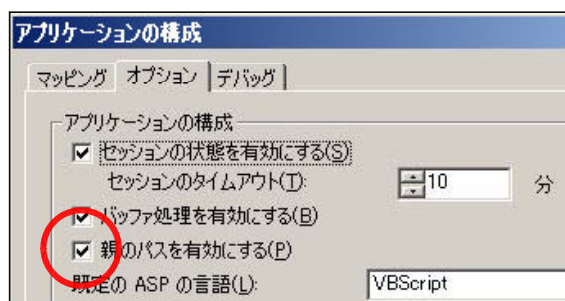 アプリケーションの構成
マッピング オプション デバッグ
アプリケーションの構成
セッションの状態を有効にする(S)
セッションのタイムアウト(T): 10 分
バッファ処理を有効にする(B)
親のパスを有効にする(P)
既定の ASP の言語(L): VBScript